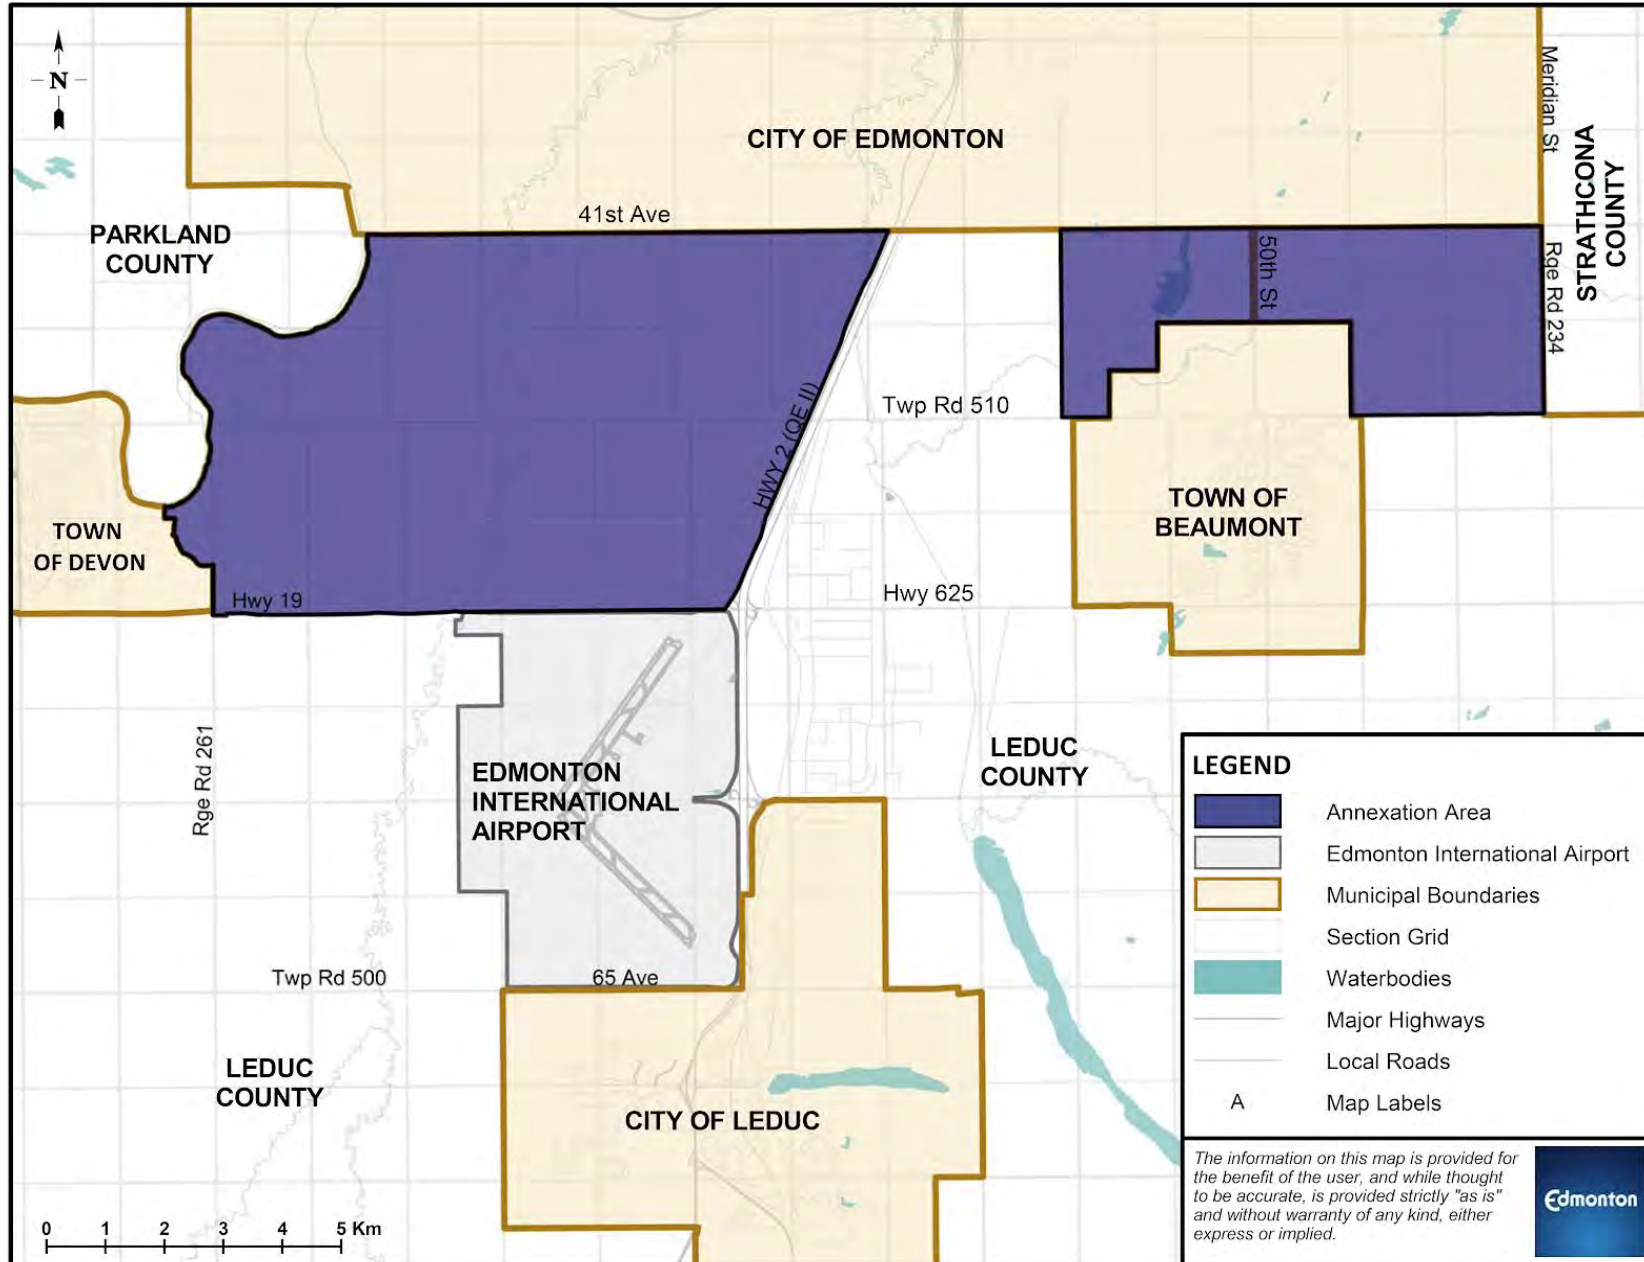 N
CITY OF EDMONTON
Meridian St
STRATHCONA
COUNTY
41st Ave
PARKLAND
COUNTY
50th St
Rge Rd 234
HWY 2 (QE II)
Twp Rd 510
TOWN OF
BEAUMONT
TOWN
OF DEVON
Hwy 19
Hwy 625
Rge Rd 261
EDMONTON
INTERNATIONAL
AIRPORT
LEDUC
COUNTY
Twp Rd 500
65 Ave
LEDUC
COUNTY
CITY OF LEDUC
0 1 2 3 4 5 Km
LEGEND
Annexation Area
Edmonton International Airport
Municipal Boundaries
Section Grid
Waterbodies
Major Highways
Local Roads
A Map Labels
The information on this map is provided for
the benefit of the user, and while thought
to be accurate, is provided strictly "as is"
and without warranty of any kind, either
express or implied.
Edmonton